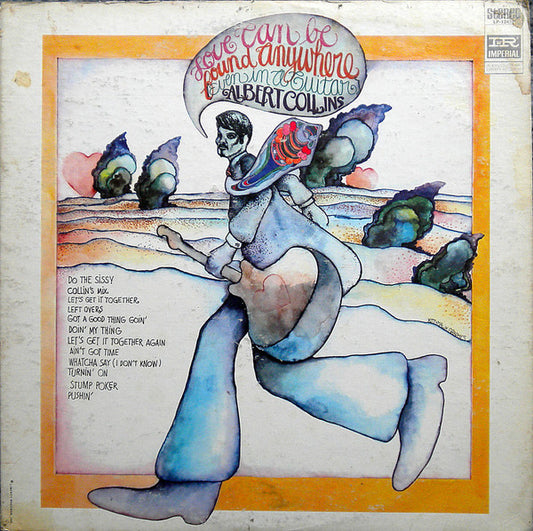 Stereo
IR
IMPERIAL
Love can be
found anywhere
(Even in a Guitar)
ALBERT COLLINS
DO THE SISSY
COLLIN'S MIX
LET'S GET IT TOGETHER
LEFT OVERS
GOT A GOOD THING GOIN'
DOIN' MY THING
LET'S GET IT TOGETHER AGAIN
AIN'T GOT TIME
WHATCHA SAY (I DON'T KNOW)
TURNIN' ON
STUMP POKER
PUSHIN'